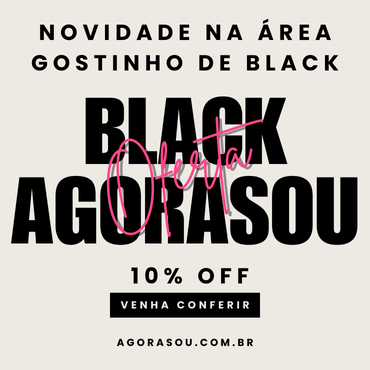 NOVIDADE NA ÁREA
GOSTINHO DE BLACK
BLACK
Oferta
AGORASOU
10% OFF
VENHA CONFERIR
AGORASOU.COM.BR